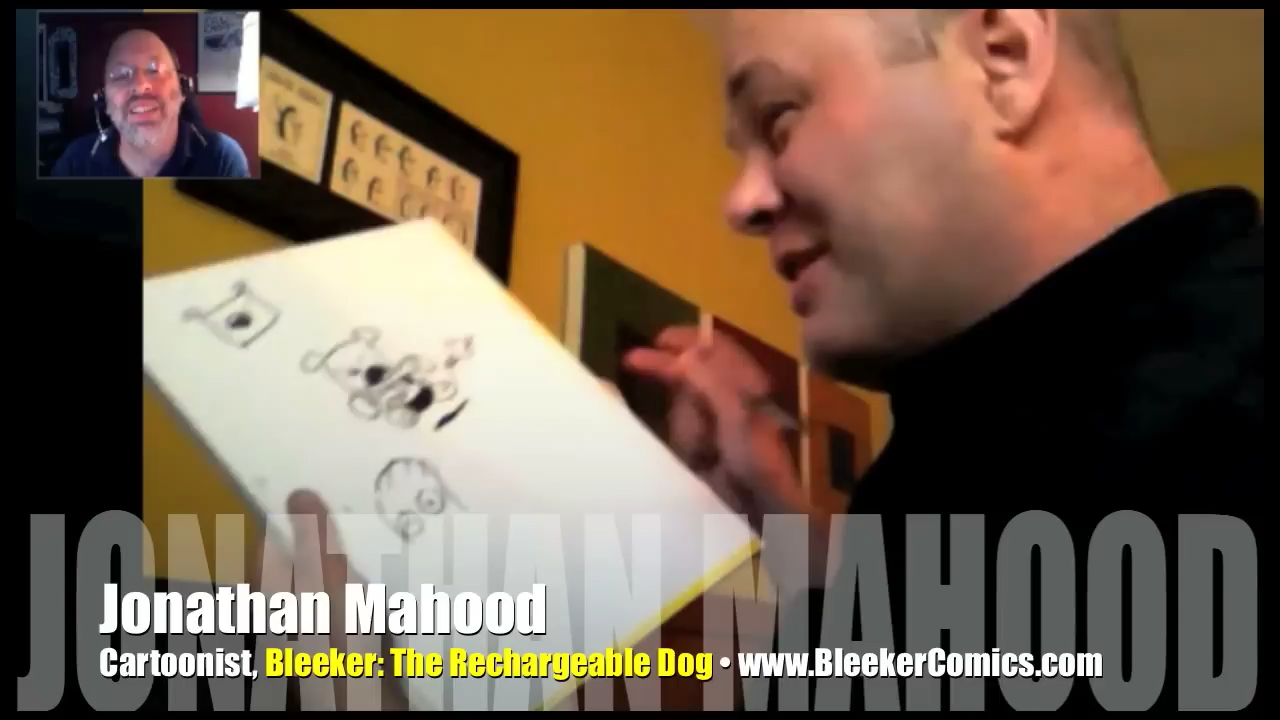 JONATHAN MAHOOD
Jonathan Mahood
Cartoonist, Bleeker: The Rechargeable Dog • www.BleekerComics.com